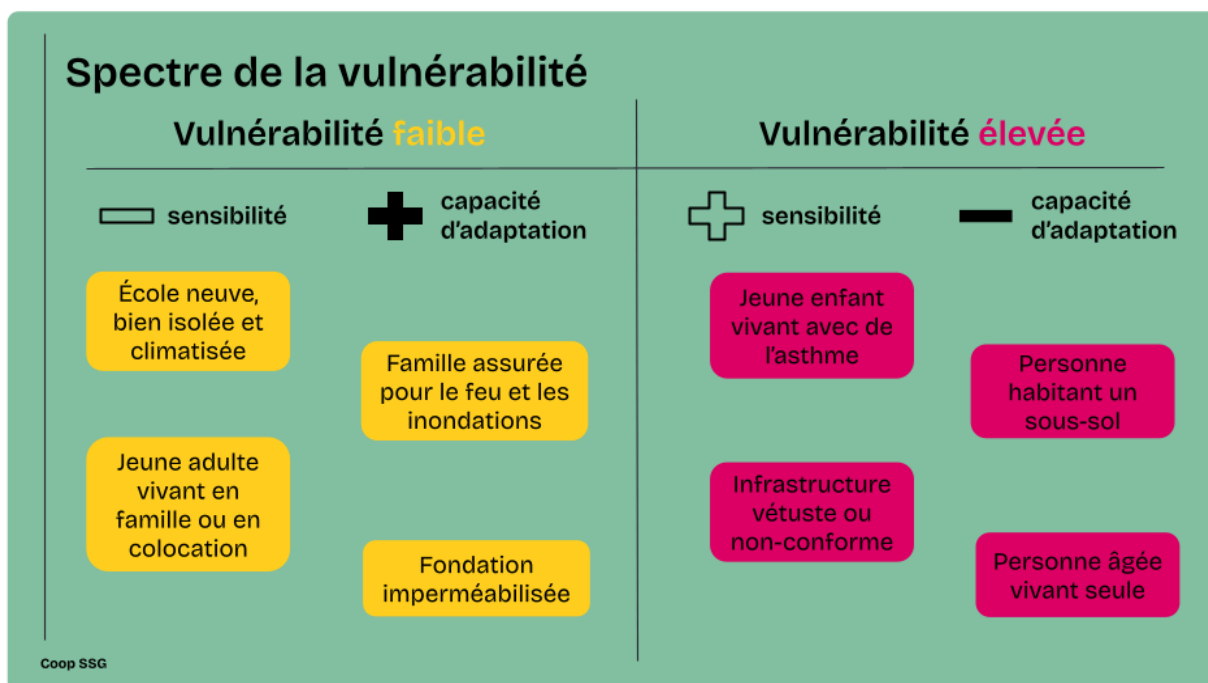 Spectre de la vulnérabilité
Vulnérabilité faible
sensibilité
capacité
d'adaptation
École neuve,
bien isolée et
climatisée
Famille assurée
pour le feu et les
inondations
Jeune adulte
vivant en
famille ou en
colocation
Fondation
imperméabilisée
Vulnérabilité élevée
sensibilité
capacité
d'adaptation
Jeune enfant
vivant avec de
l'asthme
Personne
habitant un
sous-sol
Infrastructure
vétuste ou
non-conforme
Personne âgée
vivant seule
Coop SSG